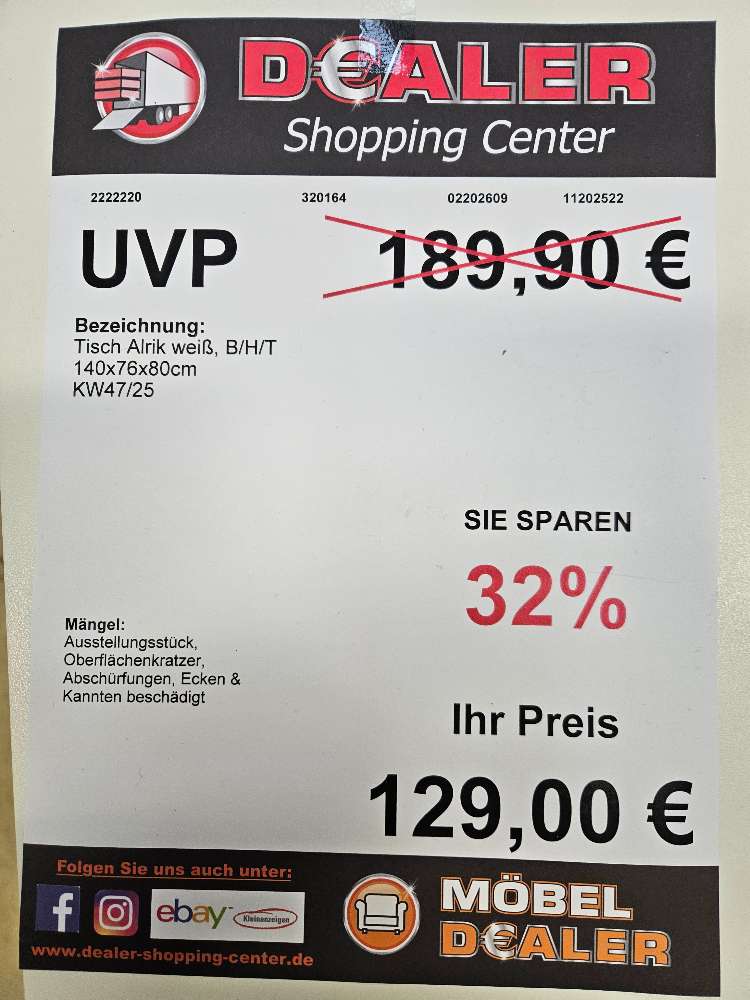 D€ALER
Shopping Center
2222220 320164 02202609 11202522
UVP 189,90 €
Bezeichnung:
Tisch Alrik weiß, B/H/T
140x76x80cm
KW47/25
SIE SPAREN
32%
Mängel:
Ausstellungsstück,
Oberflächenkratzer,
Abschürfungen, Ecken &
Kannten beschädigt
Ihr Preis
129,00 €
Folgen Sie uns auch unter:
f
ebay Kleinanzeigen
www.dealer-shopping-center.de
MÖBEL
D€ALER